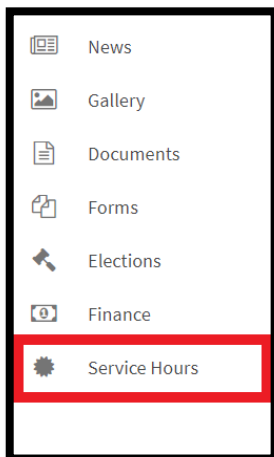 News
Gallery
Documents
Forms
Elections
Finance
Service Hours